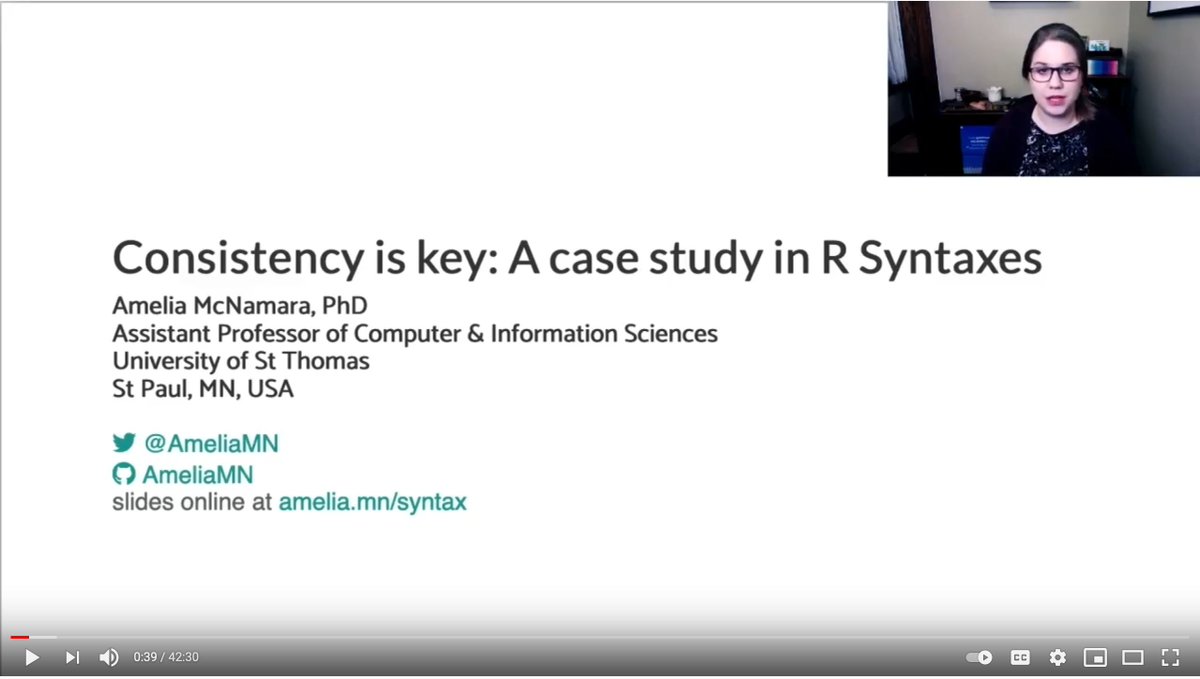 Consistency is key: A case study in R Syntaxes
Amelia McNamara, PhD
Assistant Professor of Computer & Information Sciences
University of St Thomas
St Paul, MN, USA
@AmeliaMN
AmeliaMN
slides online at amelia.mn/syntax
0:39 / 42:30
CC